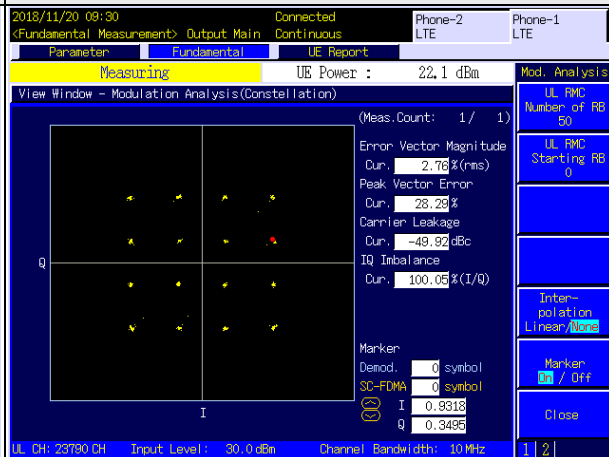 2018/11/20 09:30 Connected Phone-2 Phone-1
<Fundamental Measurement> Output Main Continuous LTE LTE
Parameter Fundamental UE Report
Measuring UE Power : 22.1 dBm Mod. Analysis
View Window - Modulation Analysis(Constellation)
UL RMC
Number of RB
50
(Meas.Count: 1/ 1)
Error Vector Magnitude
Cur. 2.76 %(rms)
Peak Vector Error
Cur. 28.29 %
Carrier Leakage
Cur. -49.92 dBc
IQ Imbalance
Cur. 100.05 %(I/Q)
UL RMC
Starting RB
0
Q
I
Marker
Demod. 0 symbol
SC-FDMA 0 symbol
I 0.9318
Q 0.3495
Inter-
polation
Linear/None
Marker
On / Off
Close
UL CH: 23790 CH Input Level: 30.0 dBm Channel Bandwidth: 10 MHz 1 2